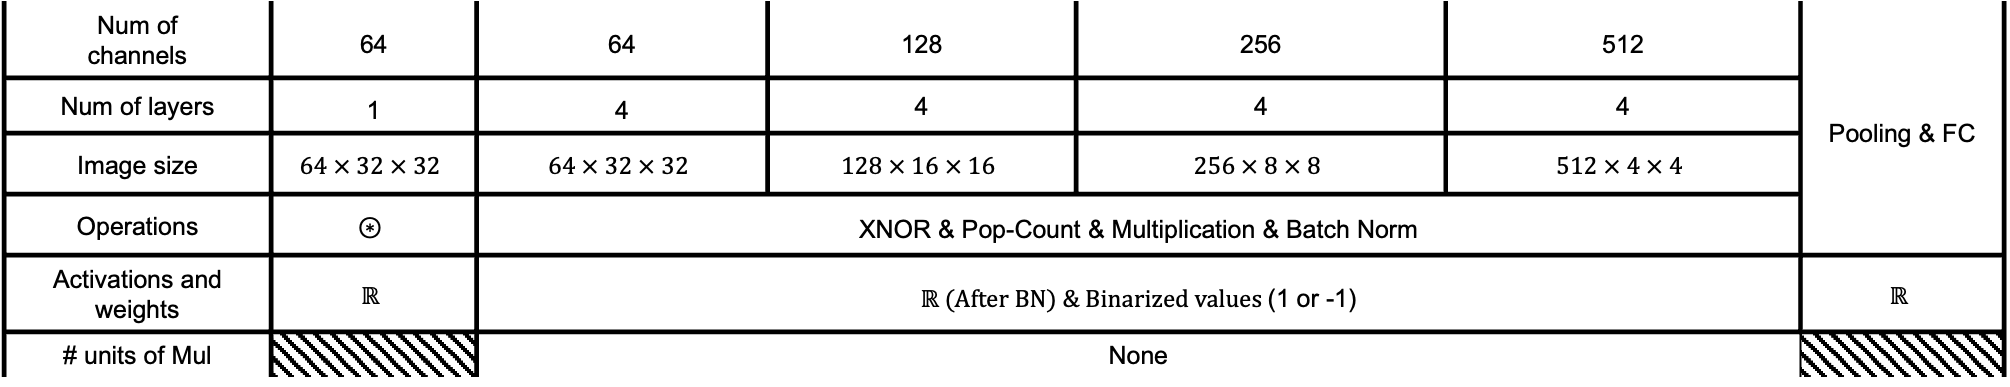 Num of
channels
64
64
128
256
512
Num of layers
1
4
4
4
4
Pooling & FC
Image size
64 × 32 × 32
64 × 32 × 32
128 × 16 × 16
256 × 8 × 8
512 × 4 × 4
Operations
⊛
XNOR & Pop-Count & Multiplication & Batch Norm
Activations and
weights
ℝ
ℝ (After BN) & Binarized values (1 or -1)
ℝ
# units of Mul
None